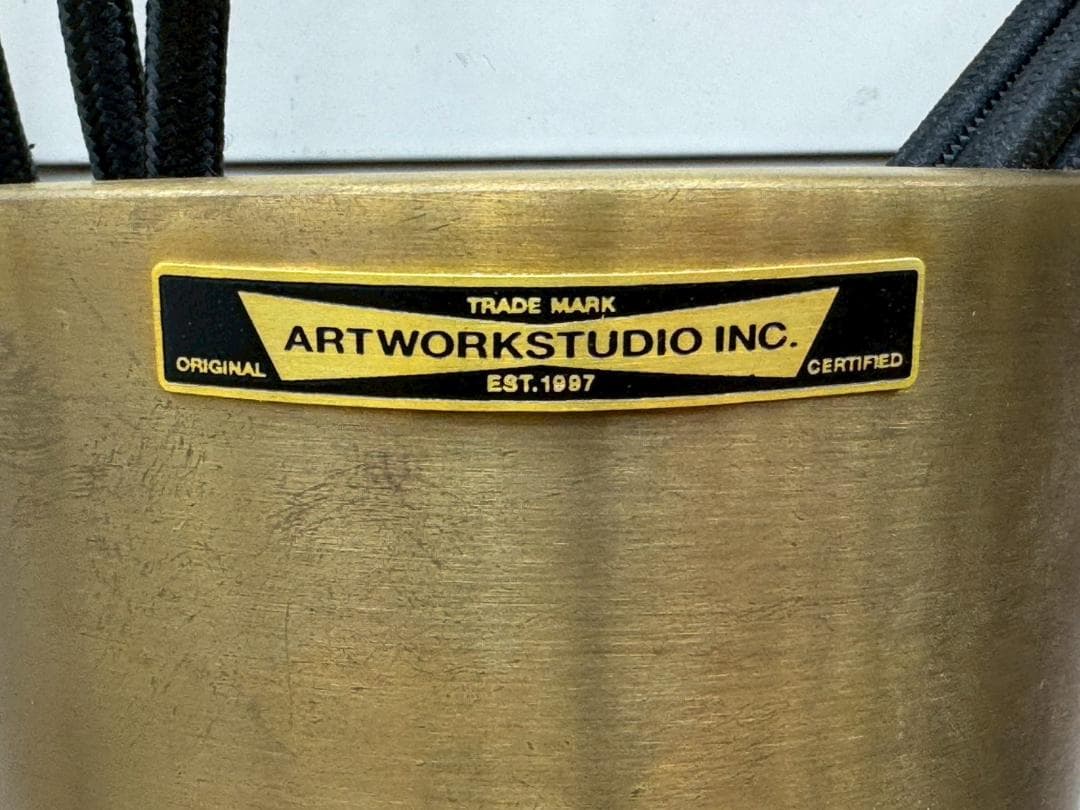 TRADE MARK
ARTWORKSTUDIO INC.
ORIGINAL
CERTIFIED
EST.1997